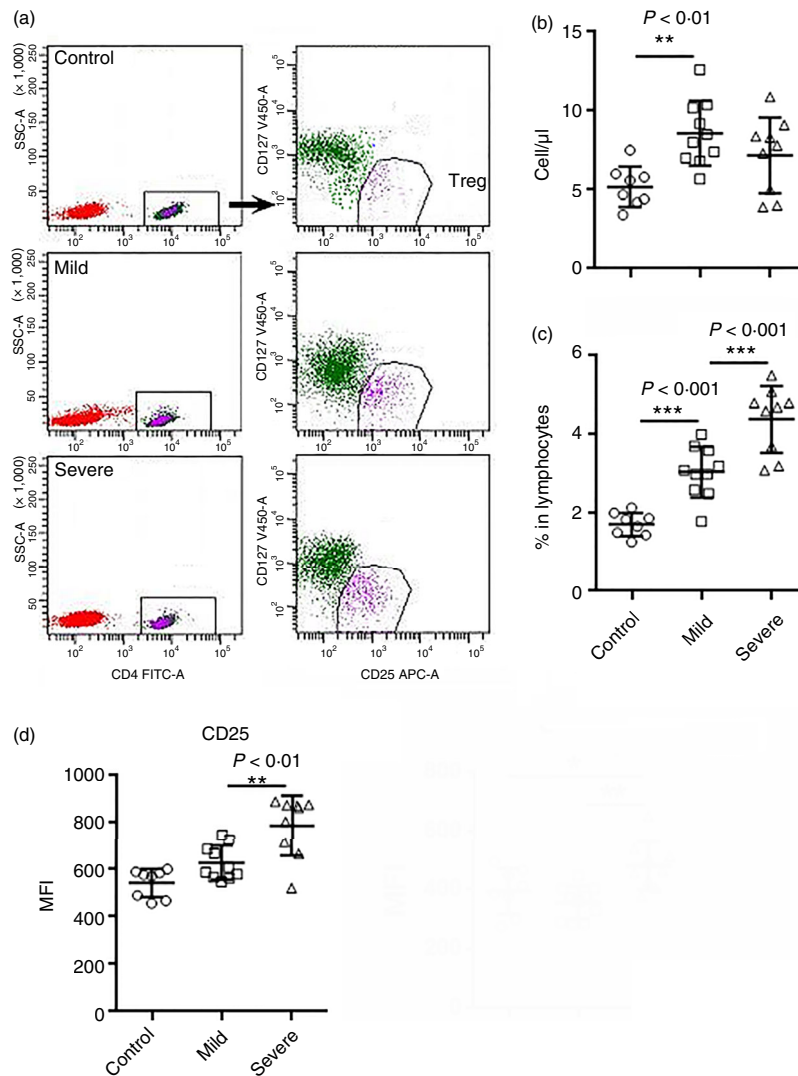 (a)
Control
SSC-A (× 1,000)
250
200
150
100
50
10² 10³ 10⁴ 10⁵
CD127 V450-A
10⁵
10⁴
10³
10²
Treg
10² 10³ 10⁴ 10⁵
Mild
SSC-A (× 1,000)
250
200
150
100
50
10² 10³ 10⁴ 10⁵
CD127 V450-A
10⁵
10⁴
10³
10²
10² 10³ 10⁴ 10⁵
Severe
SSC-A (× 1,000)
250
200
150
100
50
10² 10³ 10⁴ 10⁵
CD4 FITC-A
CD127 V450-A
10⁵
10⁴
10³
10²
10² 10³ 10⁴ 10⁵
CD25 APC-A
(b)
P < 0·01
**
Cell/µl
15
10
5
0
(c)
P < 0·001
***
P < 0·001
***
% in lymphocytes
6
4
2
0
Control
Mild
Severe
(d)
CD25
P < 0·01
**
MFI
1000
800
600
400
200
0
Control
Mild
Severe